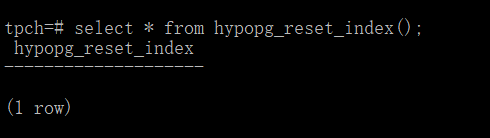 tpch=# select * from hypopg_reset_index();
 hypopg_reset_index
--------------------

(1 row)